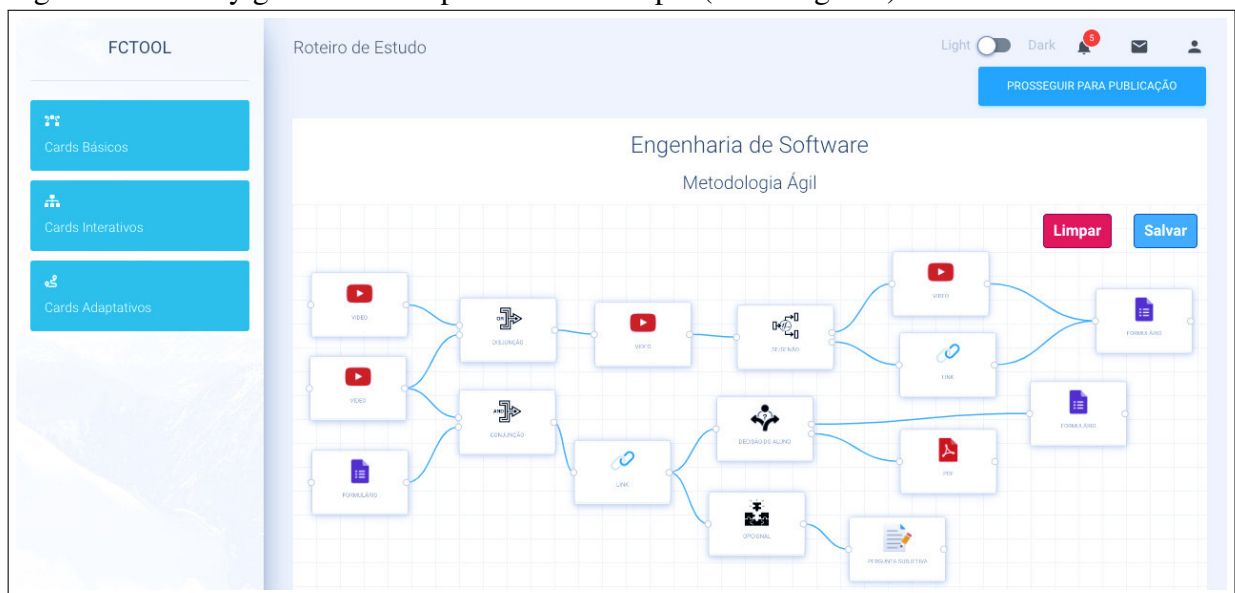 FCTOOL
Roteiro de Estudo
Light
Dark
5
PROSSEGUIR PARA PUBLICAÇÃO
Cards Básicos
Cards Interativos
Cards Adaptativos
Engenharia de Software
Metodologia Ágil
Limpar
Salvar
VIDEO
OR
DISJUNÇÃO
VIDEO
VIDEO
LINK
FORMULÁRIO
VIDEO
AND
CONJUNÇÃO
DECISÃO DO ALUNO
FORMULÁRIO
FORMULÁRIO
LINK
PDF
OPCIONAL
PERGUNTA SUBJETIVA